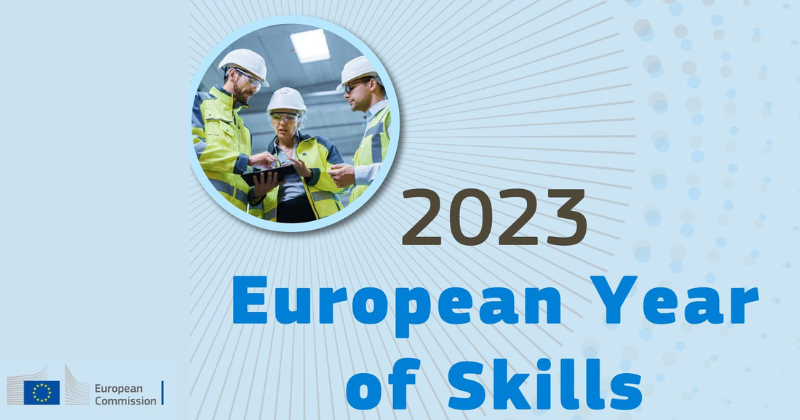 2023
European Year
of Skills
European
Commission